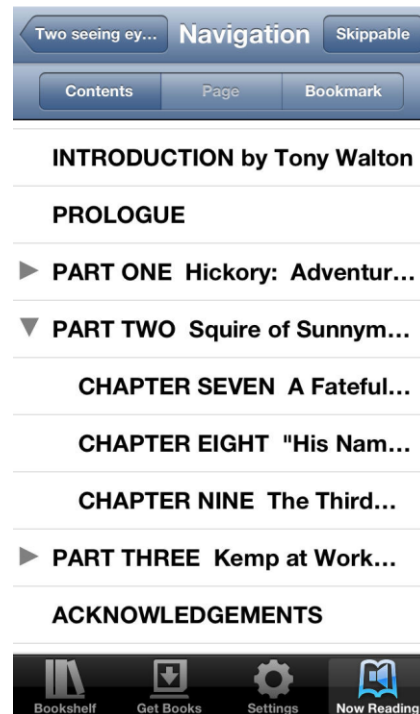 Two seeing ey... Navigation Skippable
Contents Page Bookmark
INTRODUCTION by Tony Walton
PROLOGUE
PART ONE Hickory: Adventur...
PART TWO Squire of Sunnym...
CHAPTER SEVEN A Fateful...
CHAPTER EIGHT "His Nam...
CHAPTER NINE The Third...
PART THREE Kemp at Work...
ACKNOWLEDGEMENTS
Bookshelf Get Books Settings Now Reading